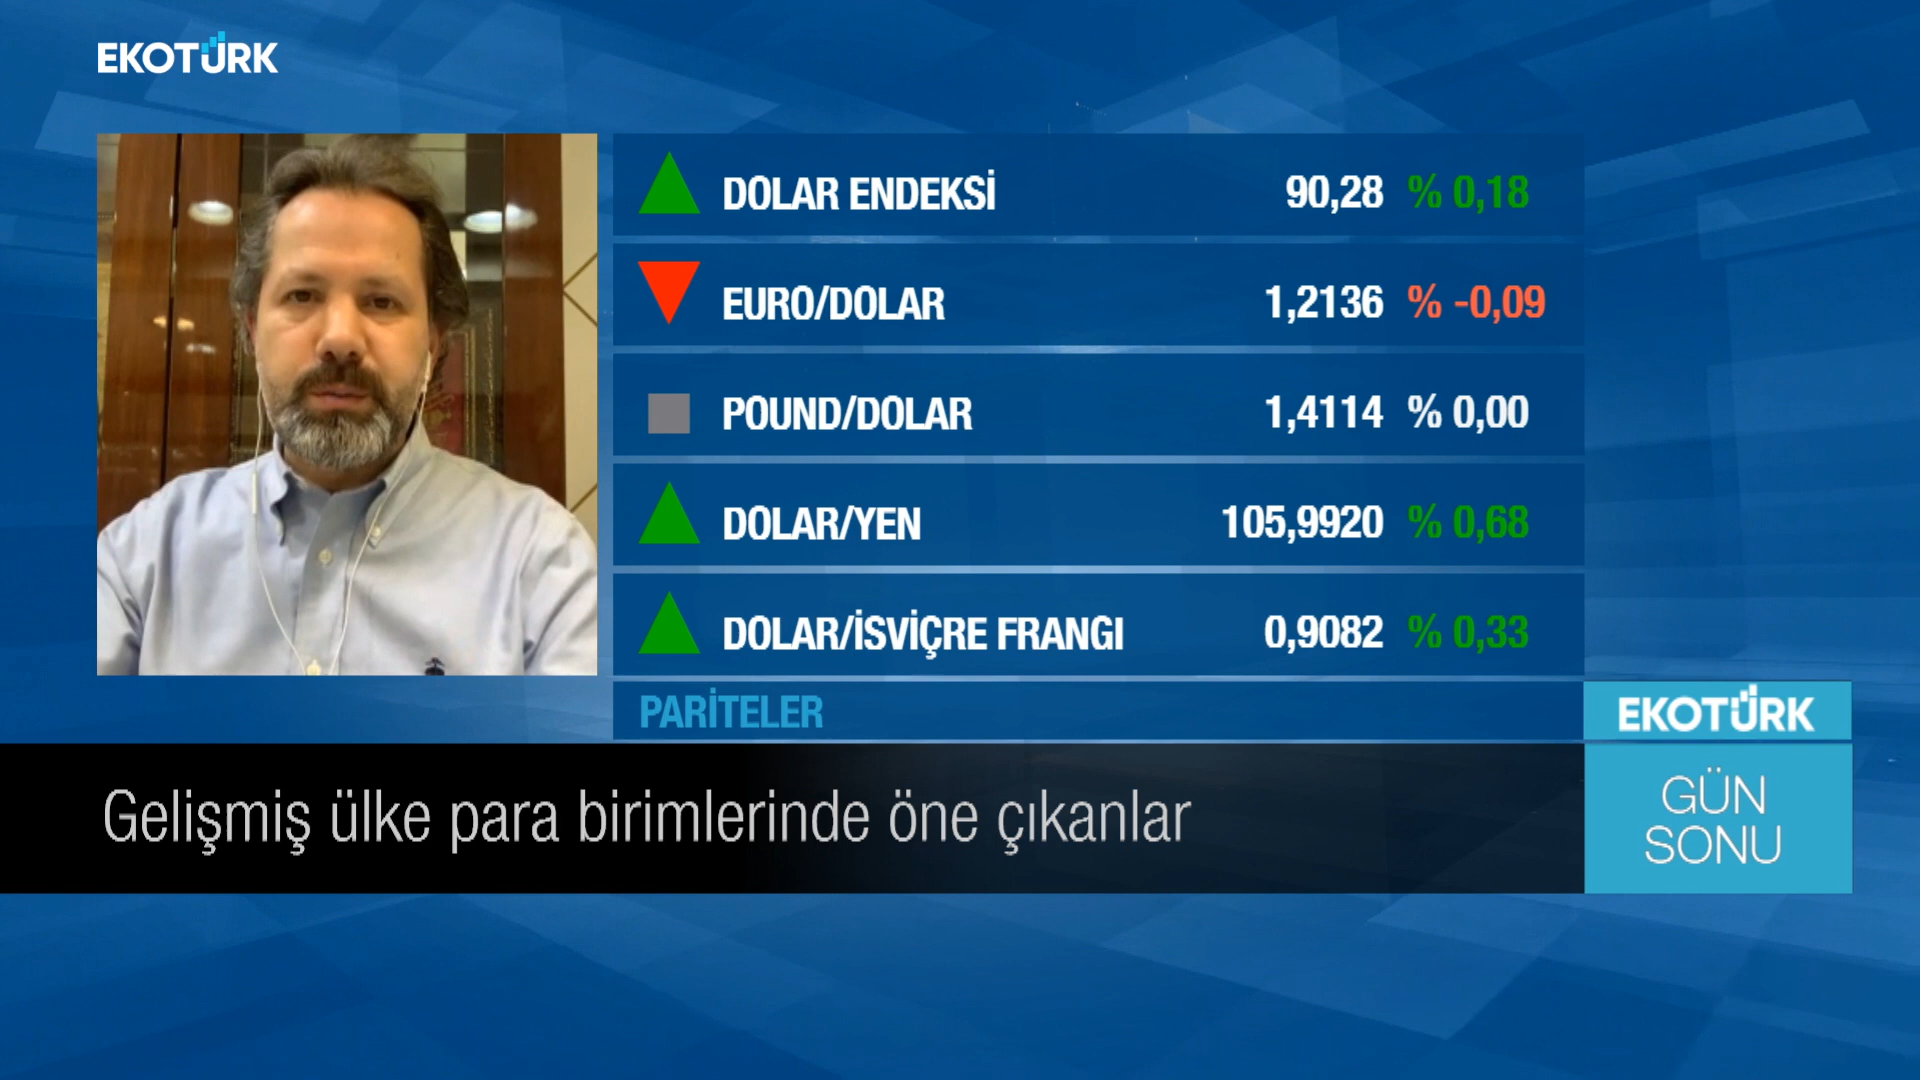 EKOTÜRK
DOLAR ENDEKSİ 90,28 % 0,18
EURO/DOLAR 1,2136 % -0,09
POUND/DOLAR 1,4114 % 0,00
DOLAR/YEN 105,9920 % 0,68
DOLAR/İSVİÇRE FRANGI 0,9082 % 0,33
PARİTELER
EKOTÜRK
Gelişmiş ülke para birimlerinde öne çıkanlar
GÜN
SONU